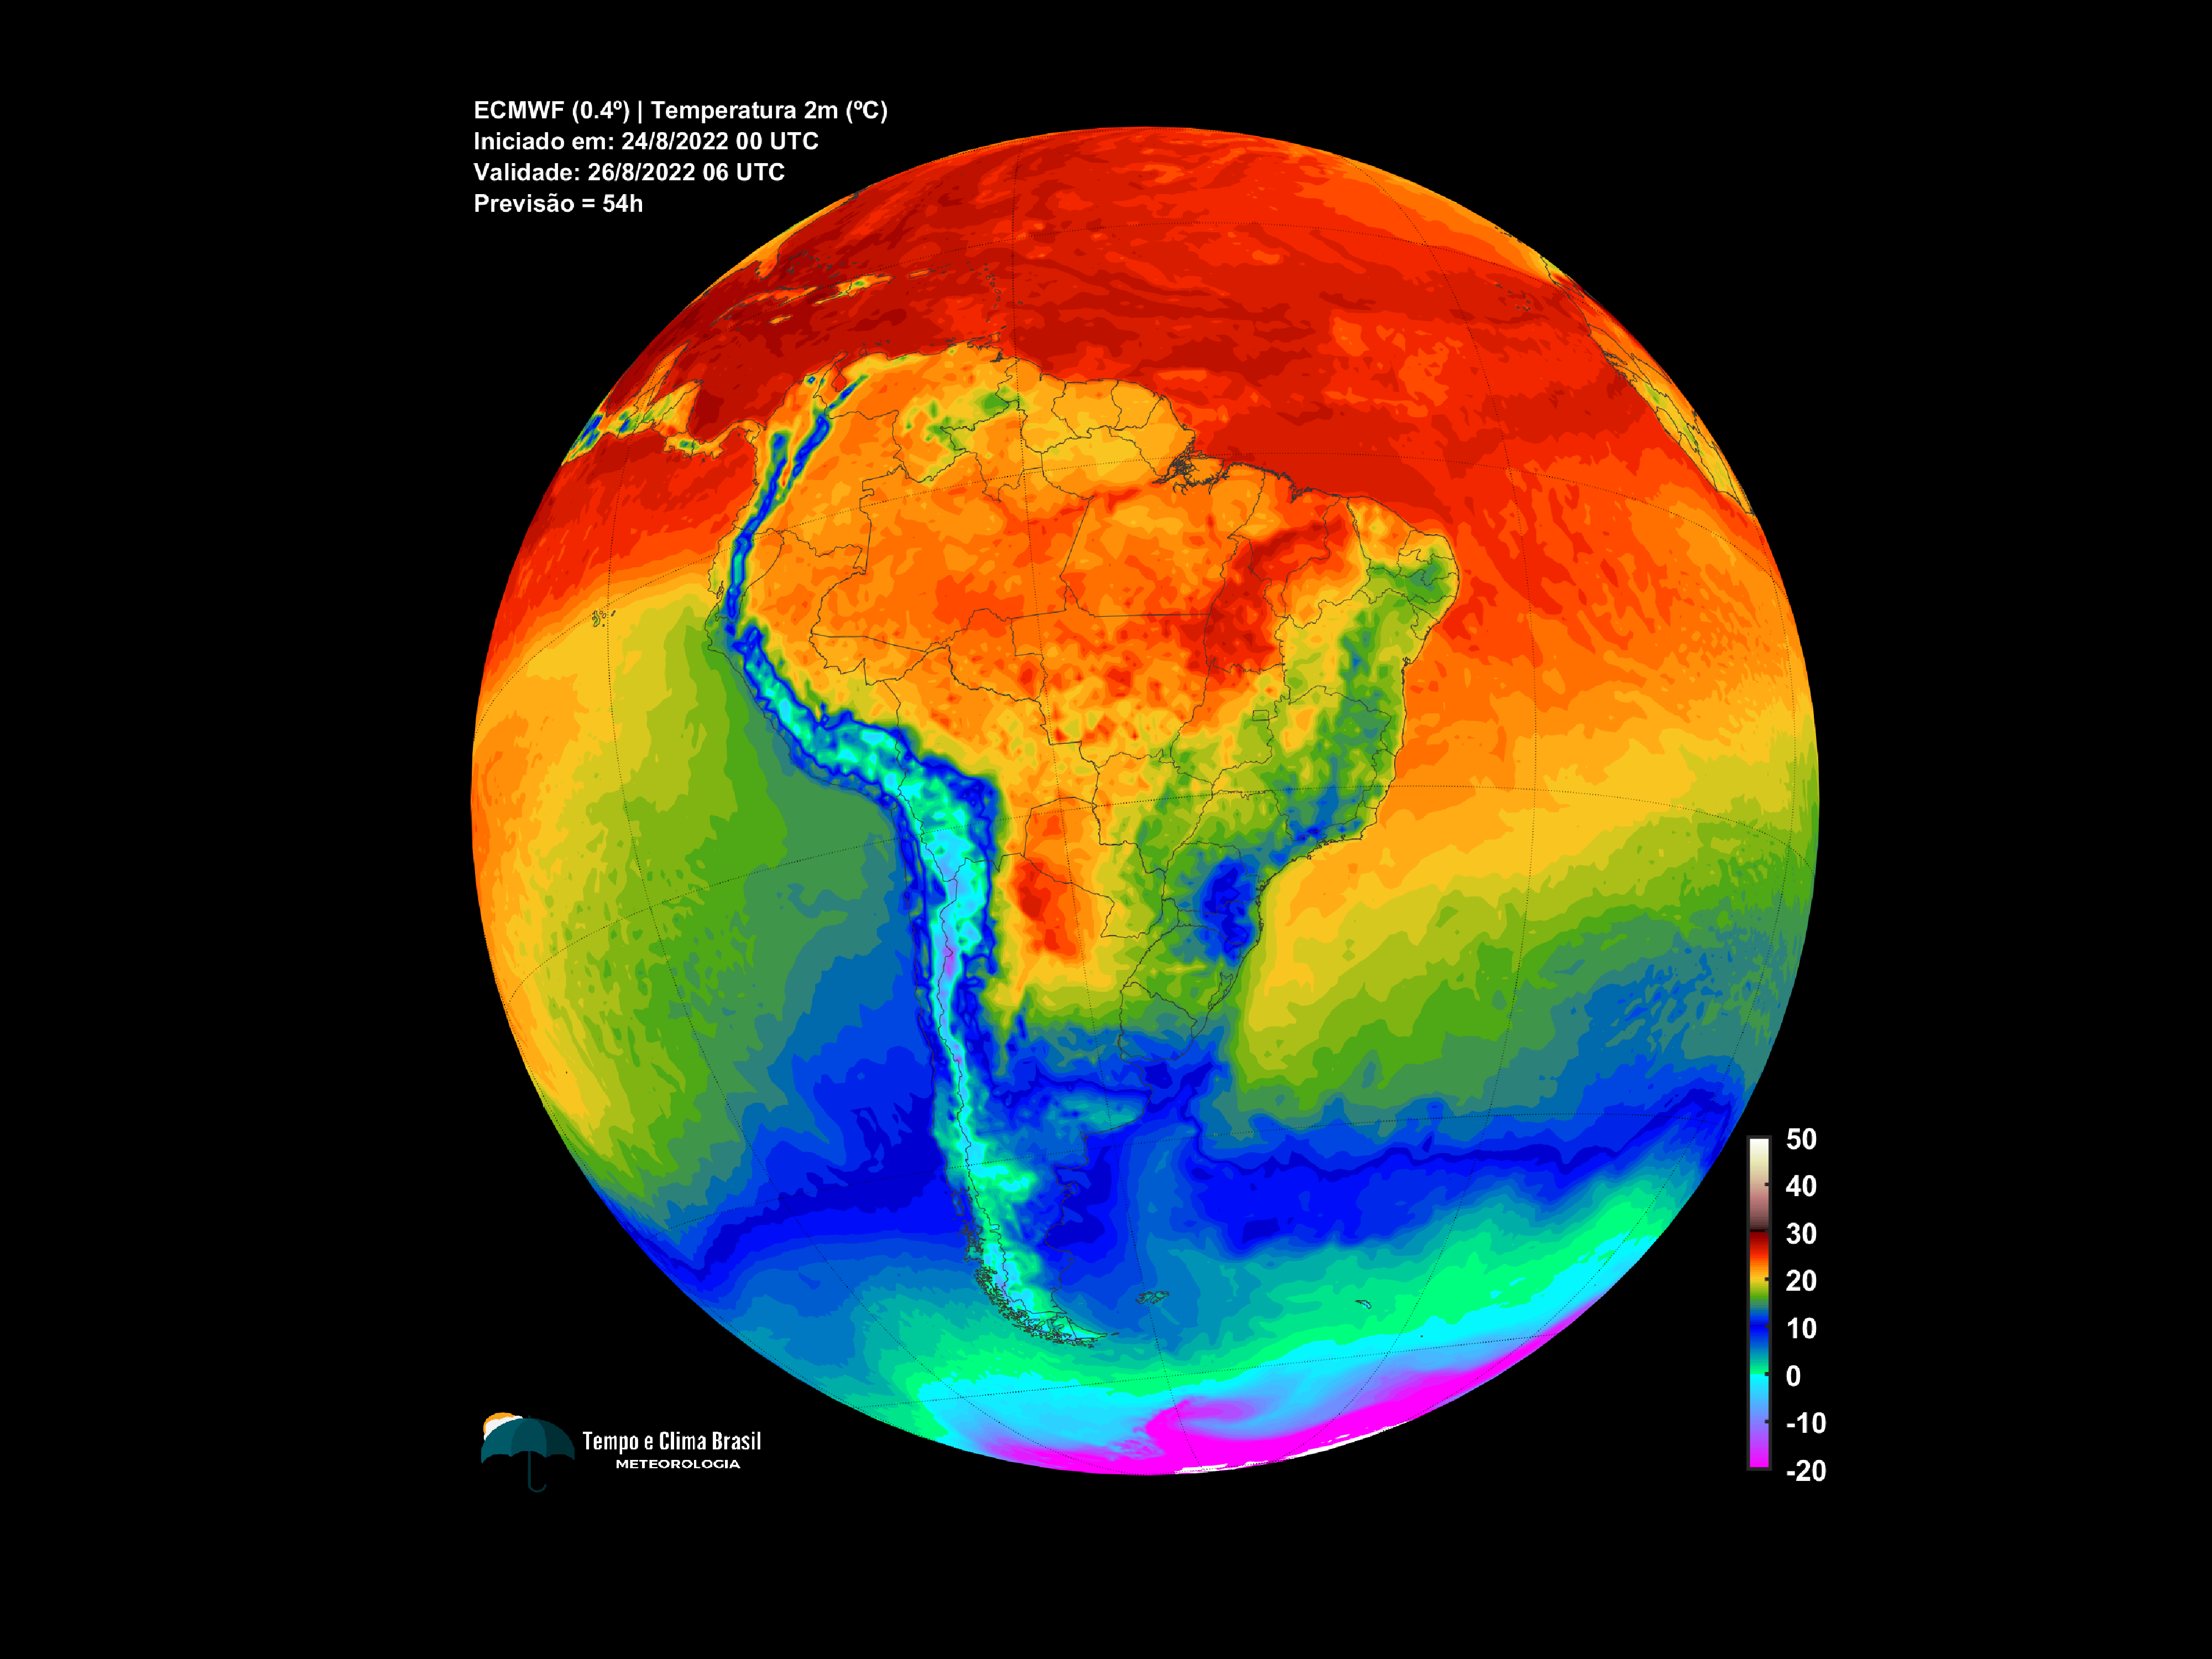 ECMWF (0.4º) | Temperatura 2m (ºC)
Iniciado em: 24/8/2022 00 UTC
Validade: 26/8/2022 06 UTC
Previsão = 54h
50
40
30
20
10
0
-10
-20
Tempo e Clima Brasil
METEOROLOGIA